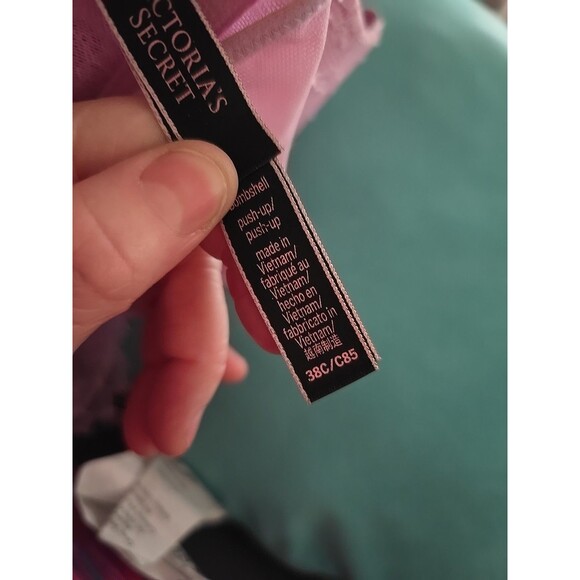 VICTORIA'S
SECRET
bombshell
push-up/
push-up
made in
Vietnam/
fabriqué au
Vietnam/
hecho en
Vietnam/
fabbricato in
Vietnam/
越南制造
38C/C85